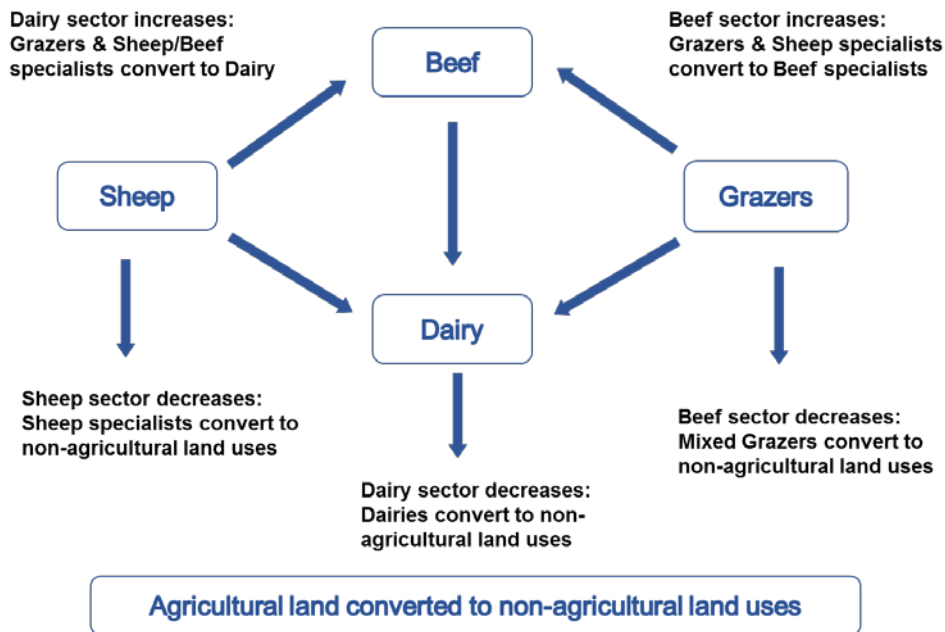 Dairy sector increases:
Grazers & Sheep/Beef
specialists convert to Dairy
Beef
Beef sector increases:
Grazers & Sheep specialists
convert to Beef specialists
Sheep
Grazers
Dairy
Sheep sector decreases:
Sheep specialists convert to
non-agricultural land uses
Dairy sector decreases:
Dairies convert to non-
agricultural land uses
Beef sector decreases:
Mixed Grazers convert to
non-agricultural land uses
Agricultural land converted to non-agricultural land uses